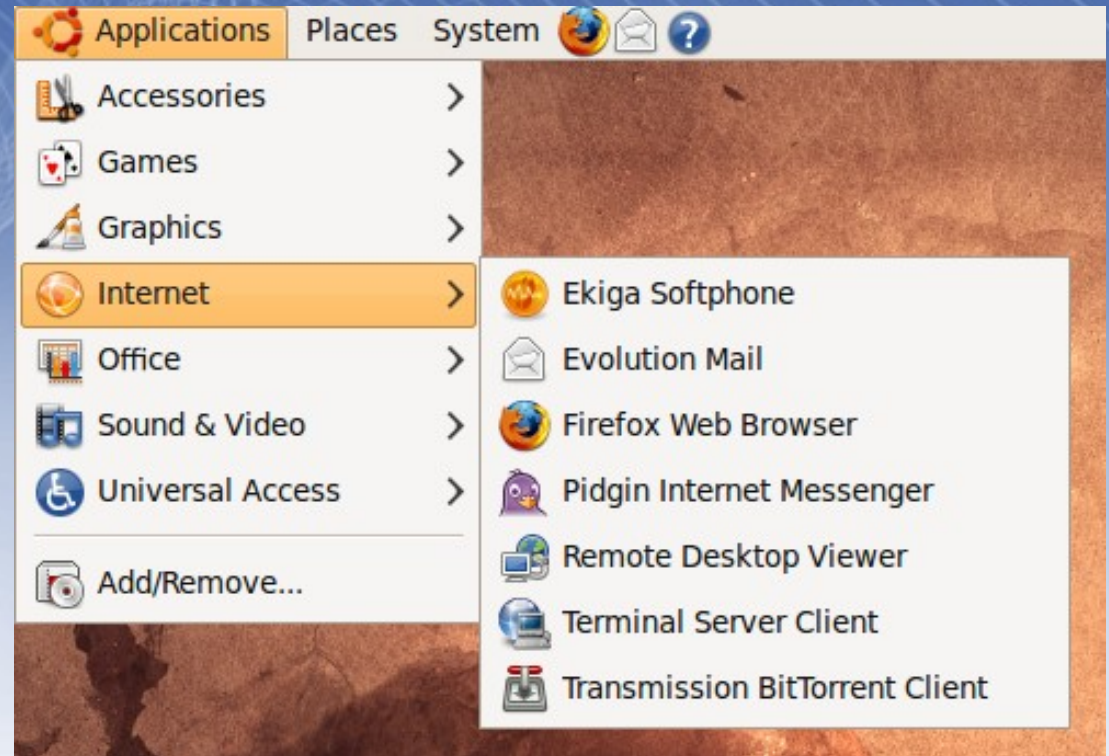 Applications Places System
Accessories
Games
Graphics
Internet
Office
Sound & Video
Universal Access
Add/Remove...
Ekiga Softphone
Evolution Mail
Firefox Web Browser
Pidgin Internet Messenger
Remote Desktop Viewer
Terminal Server Client
Transmission BitTorrent Client